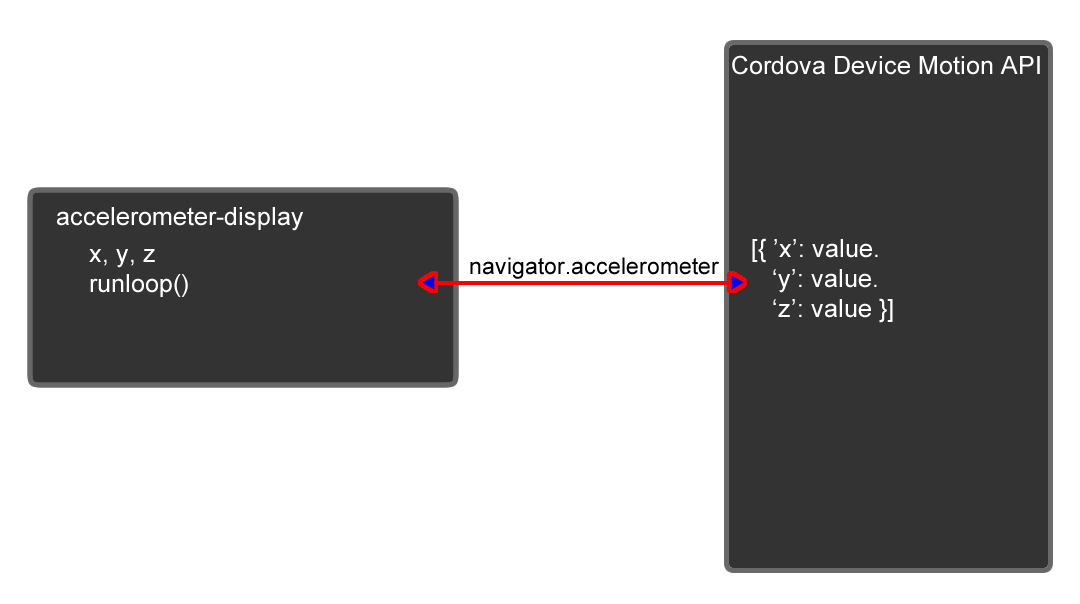 Cordova Device Motion API
accelerometer-display
x, y, z
runloop()
navigator.accelerometer
[{ ’x’: value.
‘y’: value.
‘z’: value }]